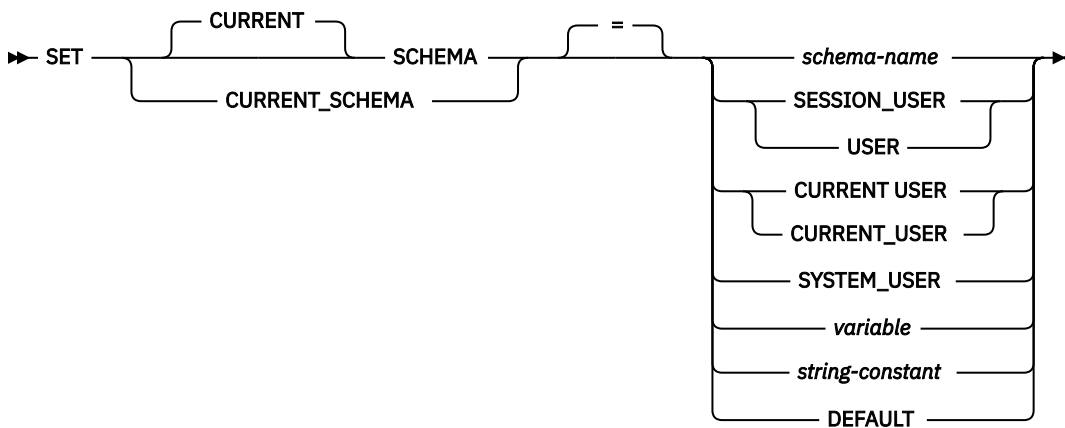 CURRENT =
SET SCHEMA schema-name
CURRENT_SCHEMA SESSION_USER
USER
CURRENT USER
CURRENT_USER
SYSTEM_USER
variable
string-constant
DEFAULT